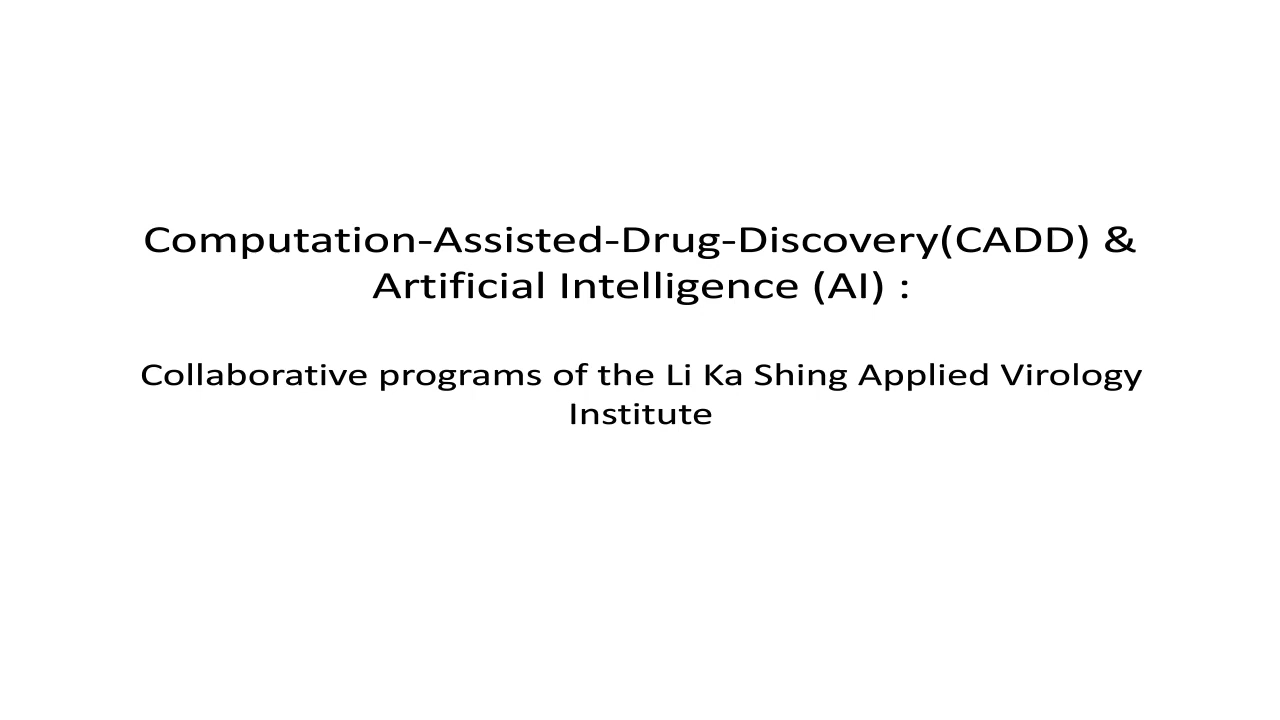 Computation-Assisted-Drug-Discovery(CADD) &
Artificial Intelligence (AI) :
Collaborative programs of the Li Ka Shing Applied Virology
Institute